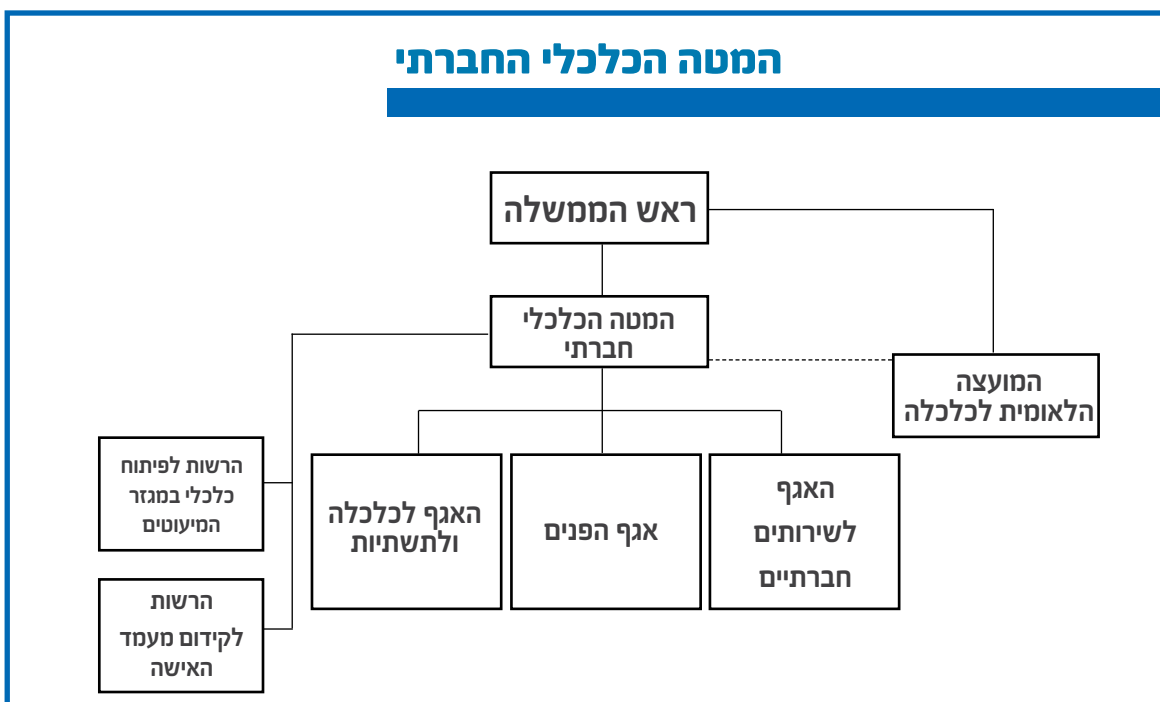 המטה הכלכלי החברתי
ראש הממשלה
המטה הכלכלי
חברתי
המועצה
הלאומית לכלכלה
האגף
לשירותים
חברתיים
אגף הפנים
האגף לכלכלה
ולתשתיות
הרשות לפיתוח
כלכלי במגזר
המיעוטים
הרשות
לקידום מעמד
האישה